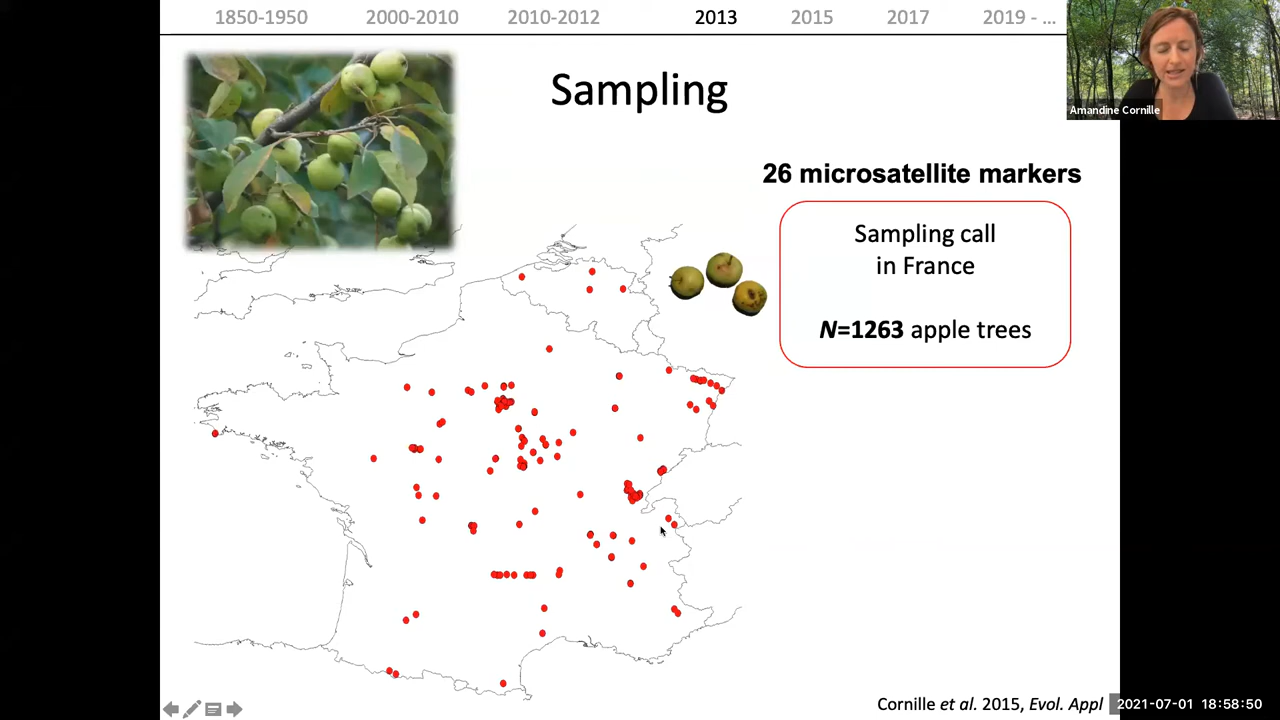 1850-1950 2000-2010 2010-2012 2013 2015 2017 2019 - ...
Sampling
Amandine Cornille
26 microsatellite markers
Sampling call
in France
N=1263 apple trees
Cornille et al. 2015, Evol. Appl
2021-07-01 18:58:50